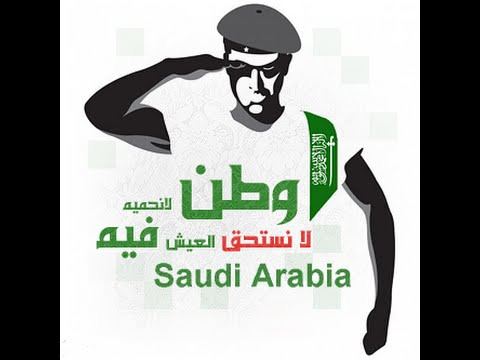 وطن لانحميه
لا نستحق العيش فيه
Saudi Arabia